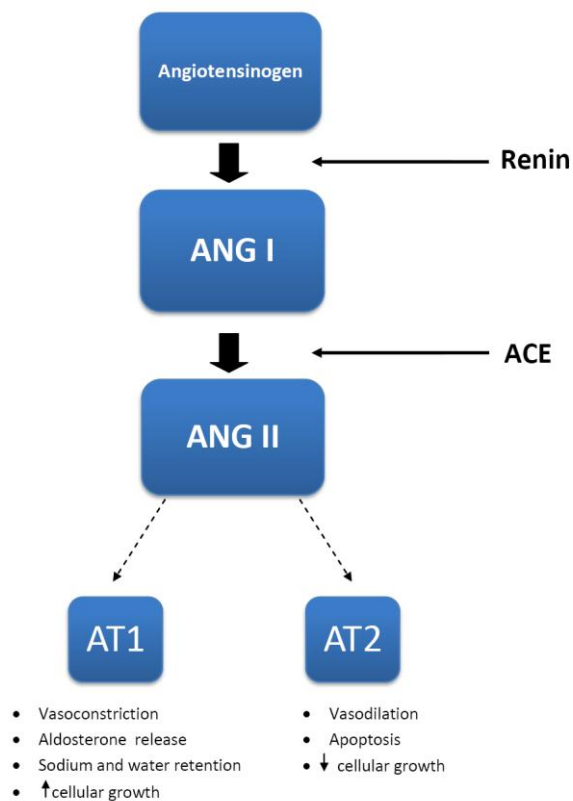 Angiotensinogen
Renin
ANG I
ACE
ANG II
AT1
AT2
• Vasoconstriction
• Aldosterone release
• Sodium and water retention
• ↑cellular growth
• Vasodilation
• Apoptosis
• ↓ cellular growth